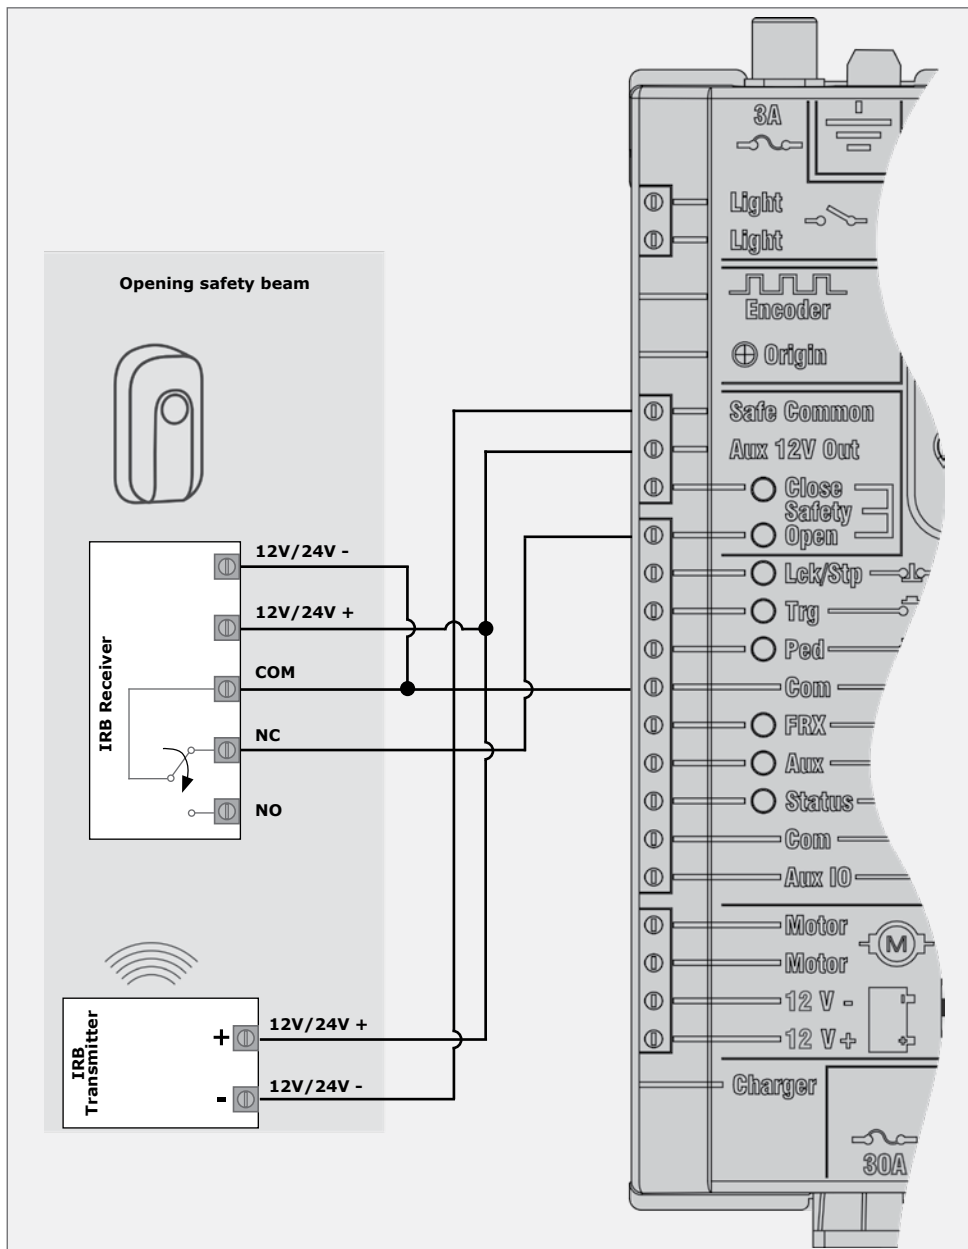 Opening safety beam
12V/24V -
12V/24V +
COM
NC
NO
IRB Receiver
IRB
Transmitter
+
-
12V/24V +
12V/24V -
3A
Light
Light
Encoder
Origin
Safe Common
Aux 12V Out
Close
Safety
Open
Lck/Stp
Trg
Ped
Com
FRX
Aux
Status
Com
Aux IO
Motor
Motor
M
12 V -
12 V +
Charger
30A